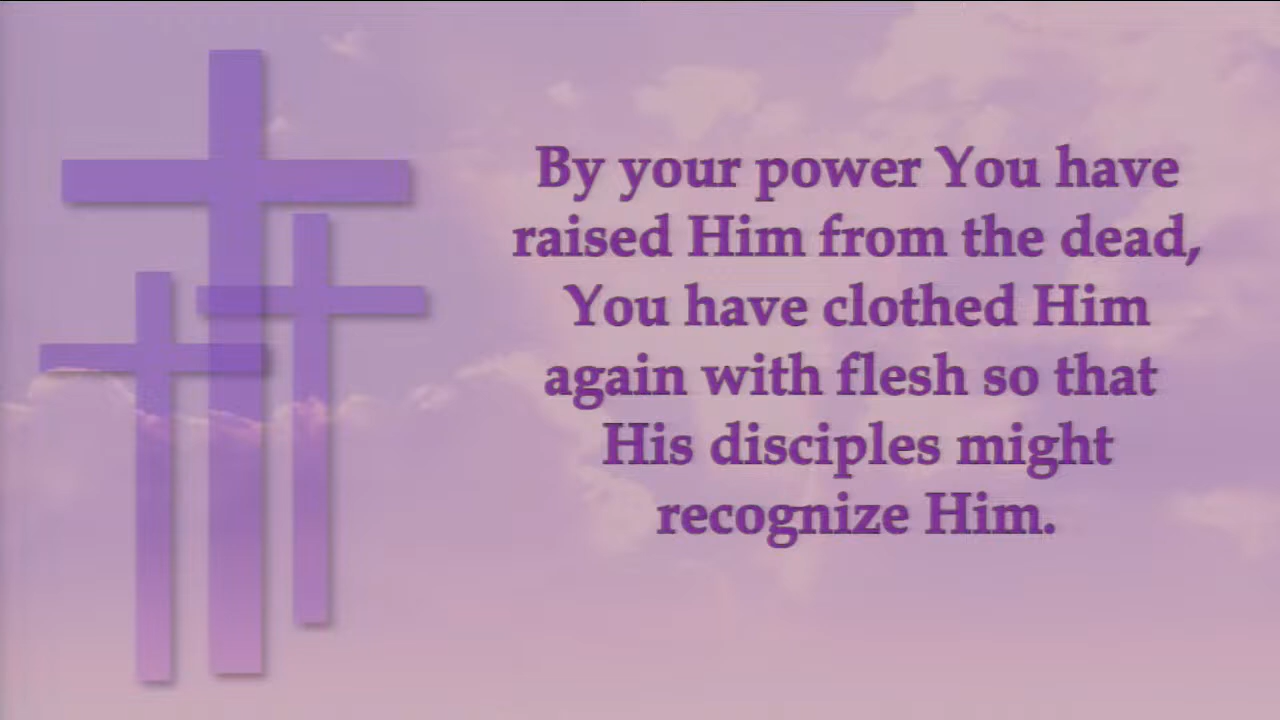 By your power You have
raised Him from the dead,
You have clothed Him
again with flesh so that
His disciples might
recognize Him.